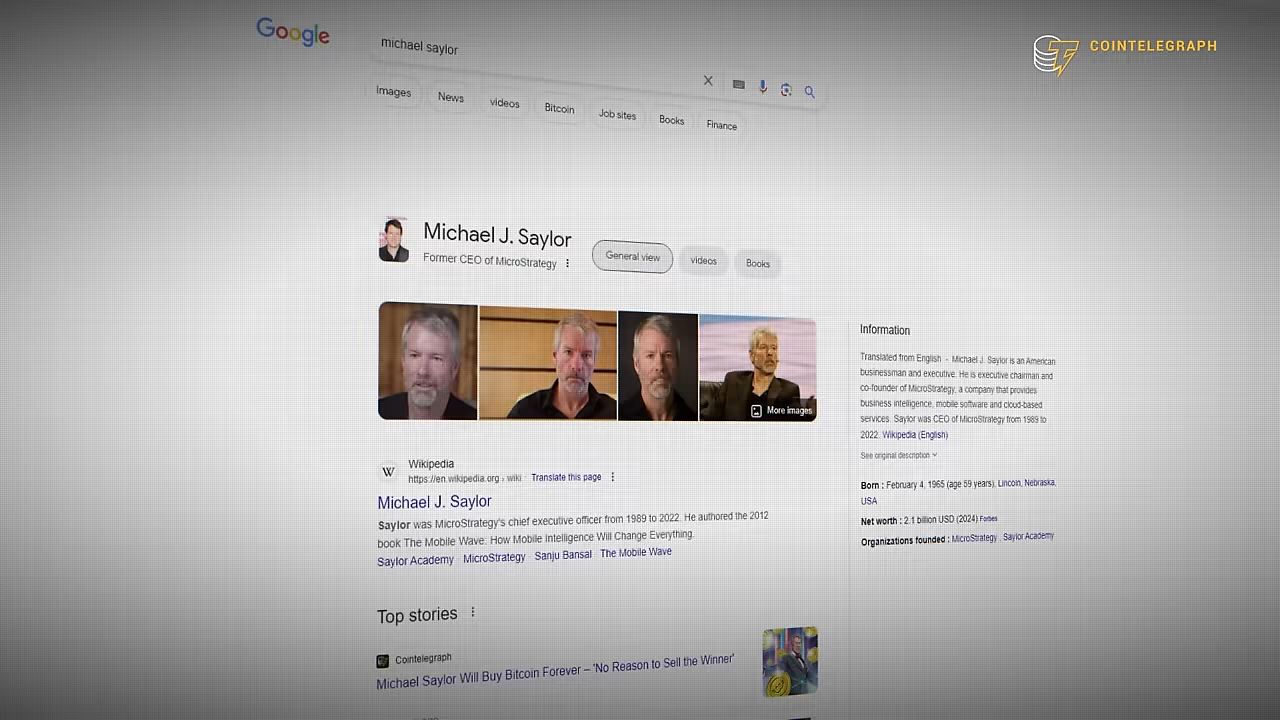 Google
michael saylor
COINTELEGRAPH
Images
News
videos
Bitcoin
Job sites
Books
Finance
Michael J. Saylor
Former CEO of MicroStrategy
General view
videos
Books
More images
Wikipedia
https://en.wikipedia.org › wiki · Translate this page
Michael J. Saylor
Saylor was MicroStrategy's chief executive officer from 1989 to 2022. He authored the 2012
book The Mobile Wave: How Mobile Intelligence Will Change Everything.
Saylor Academy · MicroStrategy · Sanju Bansal · The Mobile Wave
Top stories
Cointelegraph
Michael Saylor Will Buy Bitcoin Forever – 'No Reason to Sell the Winner'
Information
Translated from English - Michael J. Saylor is an American
businessman and executive. He is executive chairman and
co-founder of MicroStrategy, a company that provides
business intelligence, mobile software and cloud-based
services. Saylor was CEO of MicroStrategy from 1989 to
2022. Wikipedia (English)
See original description
Born : February 4, 1965 (age 59 years), Lincoln, Nebraska,
USA
Net worth : 2.1 billion USD (2024) Forbes
Organizations founded : MicroStrategy , Saylor Academy